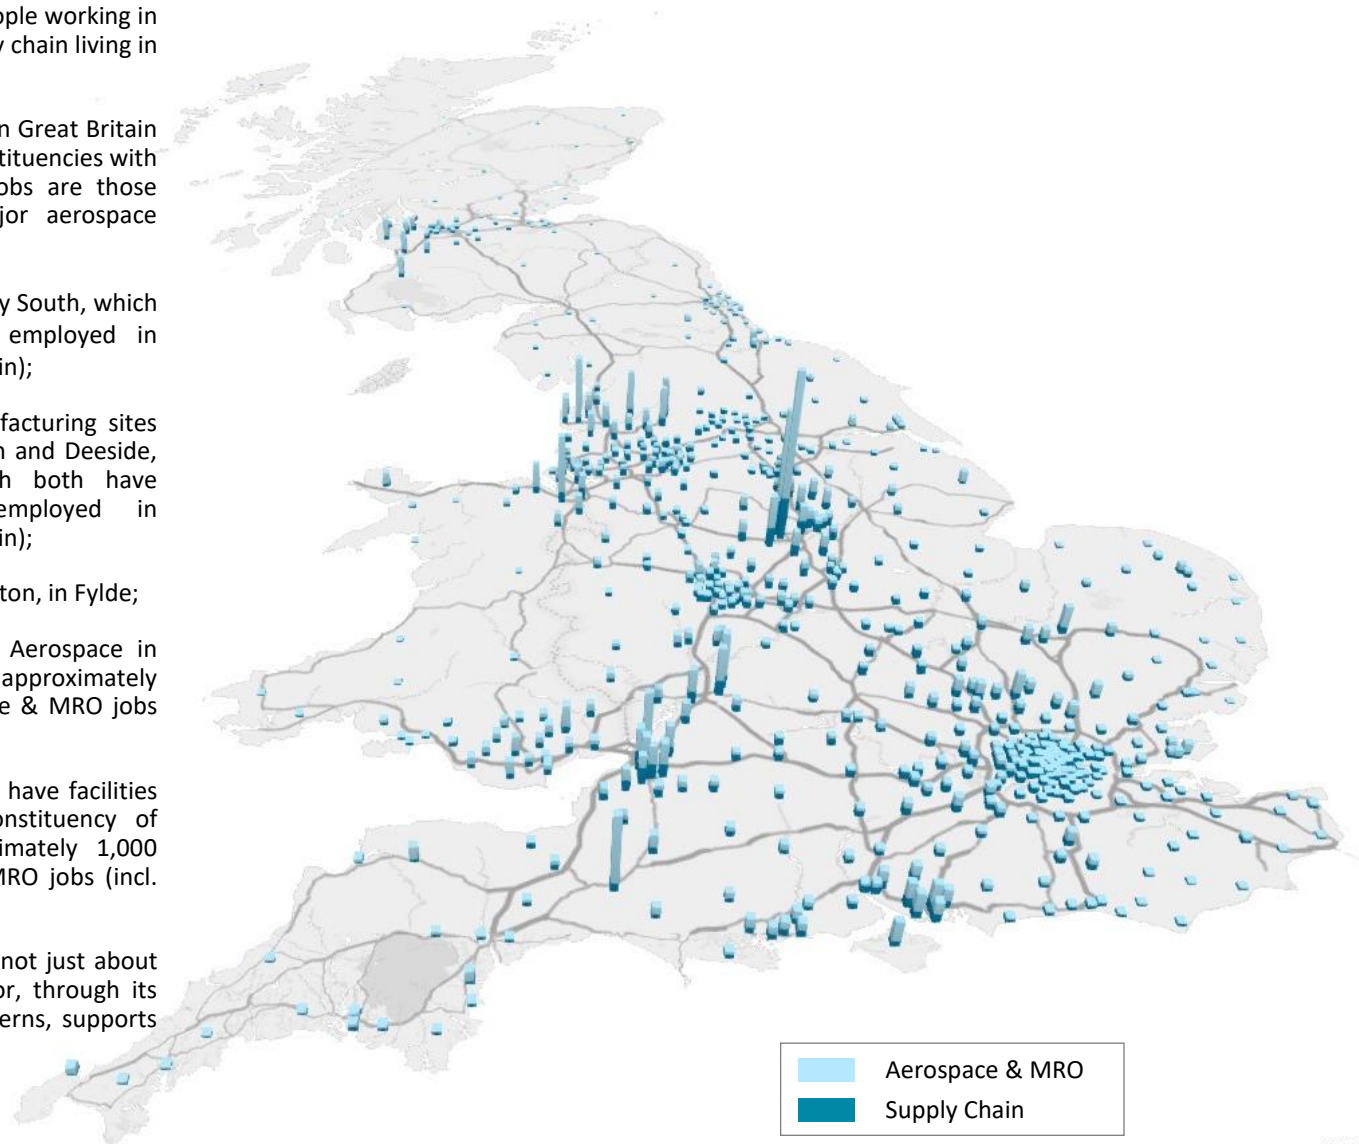 ple working in
chain living in
n Great Britain
tituencies with
obs are those
jor aerospace
y South, which
employed in
in);
facturing sites
n and Deeside,
h both have
employed in
in);
ton, in Fylde;
Aerospace in
approximately
e & MRO jobs
have facilities
onstituency of
imately 1,000
MRO jobs (incl.
not just about
or, through its
erns, supports
Aerospace & MRO
Supply Chain